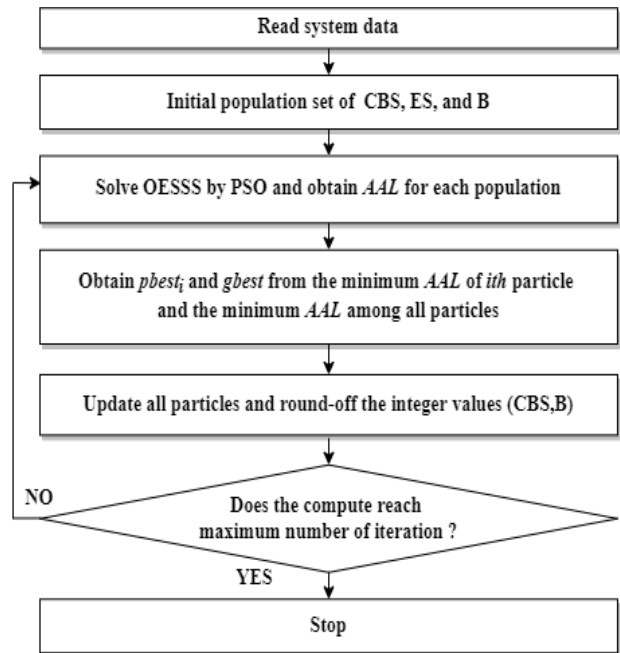 Read system data
Initial population set of CBS, ES, and B
Solve OESSS by PSO and obtain AAL for each population
Obtain pbesti and gbest from the minimum AAL of ith particle
and the minimum AAL among all particles
Update all particles and round-off the integer values (CBS,B)
NO
Does the compute reach
maximum number of iteration ?
YES
Stop